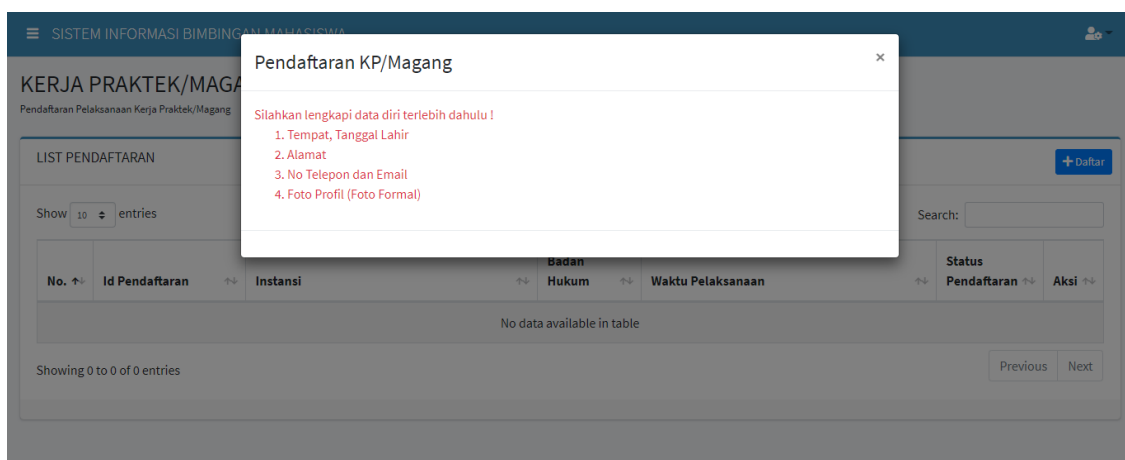 SISTEM INFORMASI BIMBINGAN MAHASISWA
Pendaftaran KP/Magang
×
KERJA PRAKTEK/MAGA
Pendaftaran Pelaksanaan Kerja Praktek/Magang
Silahkan lengkapi data diri terlebih dahulu !
1. Tempat, Tanggal Lahir
2. Alamat
3. No Telepon dan Email
4. Foto Profil (Foto Formal)
LIST PENDAFTARAN
+ Daftar
Show 10 entries
Search:
No. Id Pendaftaran Instansi Badan Hukum Waktu Pelaksanaan Status Pendaftaran Aksi
No data available in table
Showing 0 to 0 of 0 entries
Previous Next